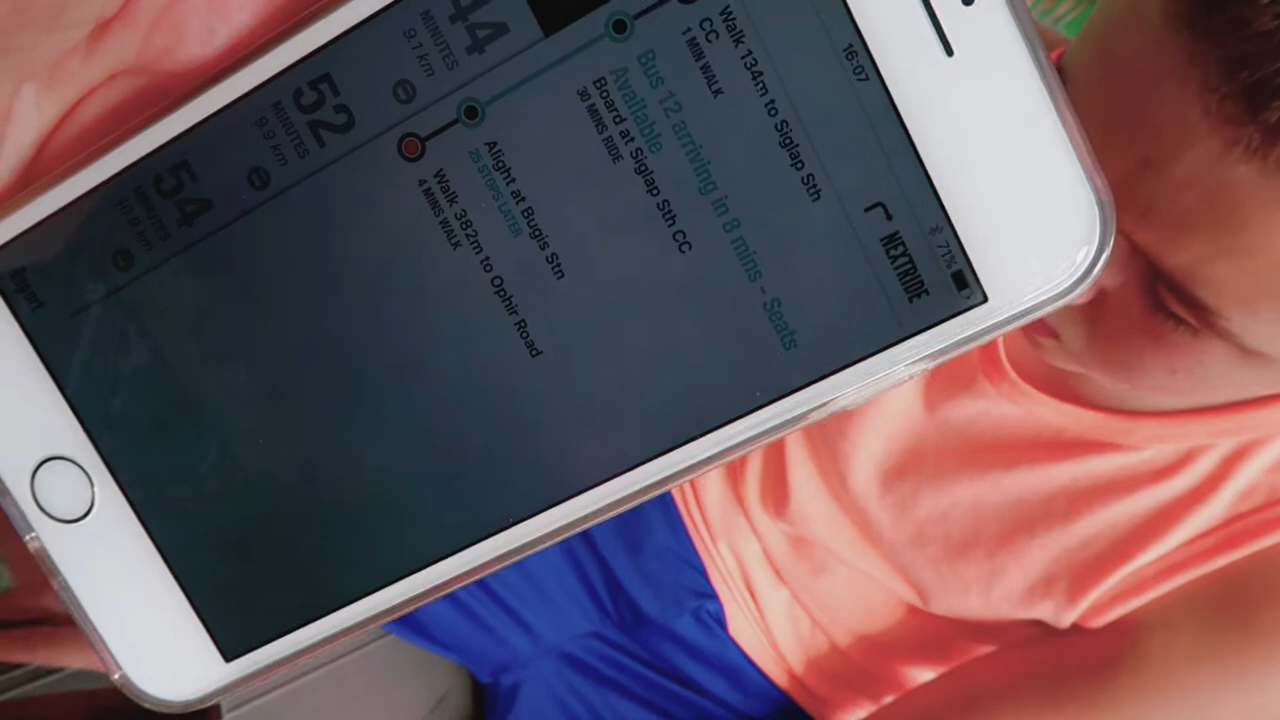 16:07
71%
NEXTRIDE
Walk 134m to Siglap Sth
CC
1 MIN WALK
Bus 12 arriving in 8 mins - Seats
Available
Board at Siglap Sth CC
30 MINS RIDE
Alight at Bugis Stn
25 STOPS LATER
Walk 382m to Ophir Road
4 MINS WALK
44
MINUTES
9.1 km
52
MINUTES
9.9 km
54
MINUTES
10.9 km